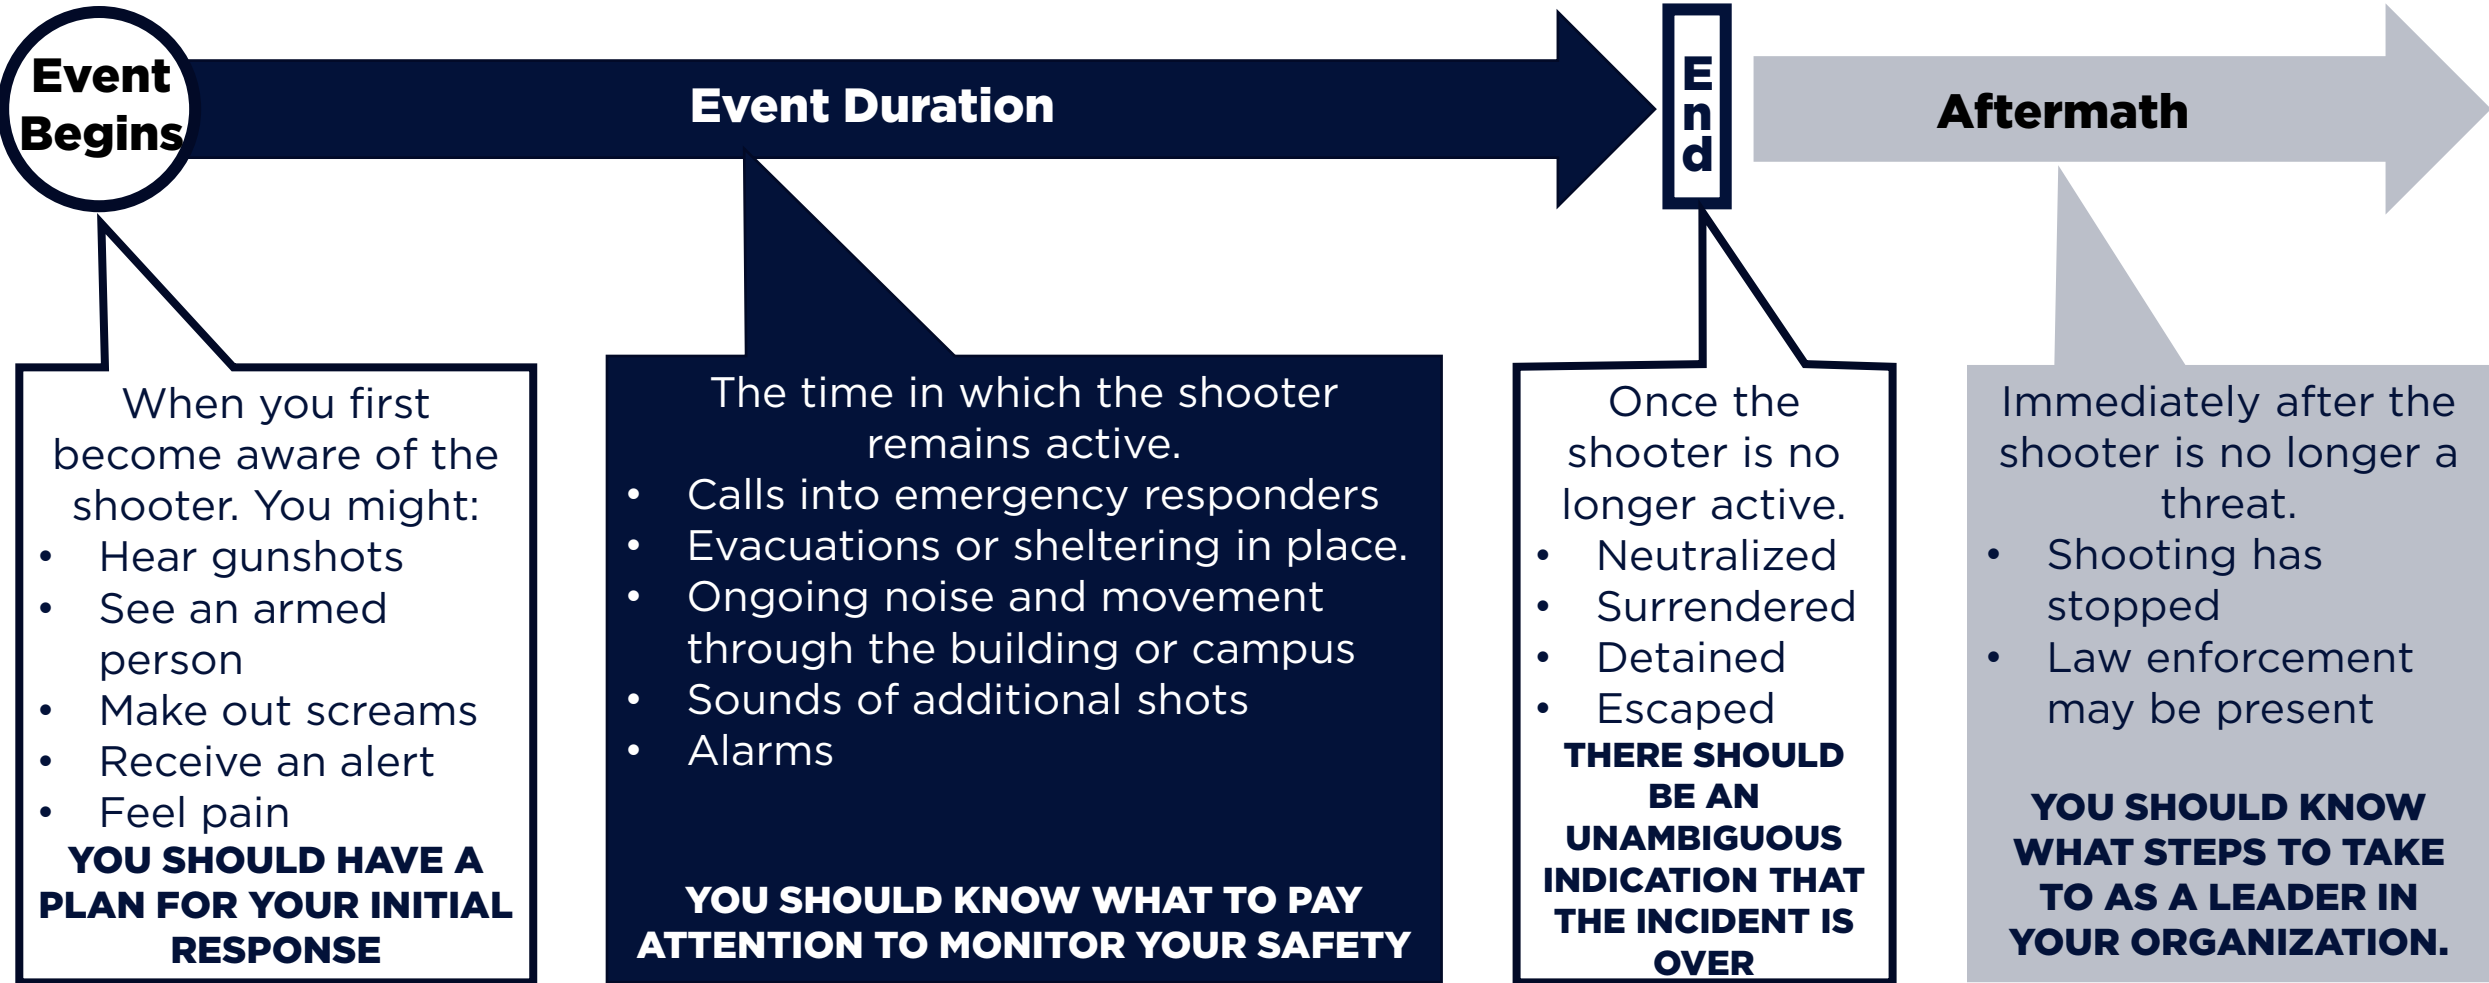 Event
Begins
Event Duration
End
Aftermath
When you first
become aware of the
shooter. You might:
• Hear gunshots
• See an armed
person
• Make out screams
• Receive an alert
• Feel pain
YOU SHOULD HAVE A
PLAN FOR YOUR INITIAL
RESPONSE
The time in which the shooter
remains active.
• Calls into emergency responders
• Evacuations or sheltering in place.
• Ongoing noise and movement
through the building or campus
• Sounds of additional shots
• Alarms
YOU SHOULD KNOW WHAT TO PAY
ATTENTION TO MONITOR YOUR SAFETY
Once the
shooter is no
longer active.
• Neutralized
• Surrendered
• Detained
• Escaped
THERE SHOULD
BE AN
UNAMBIGUOUS
INDICATION THAT
THE INCIDENT IS
OVER
Immediately after the
shooter is no longer a
threat.
• Shooting has
stopped
• Law enforcement
may be present
YOU SHOULD KNOW
WHAT STEPS TO TAKE
TO AS A LEADER IN
YOUR ORGANIZATION.